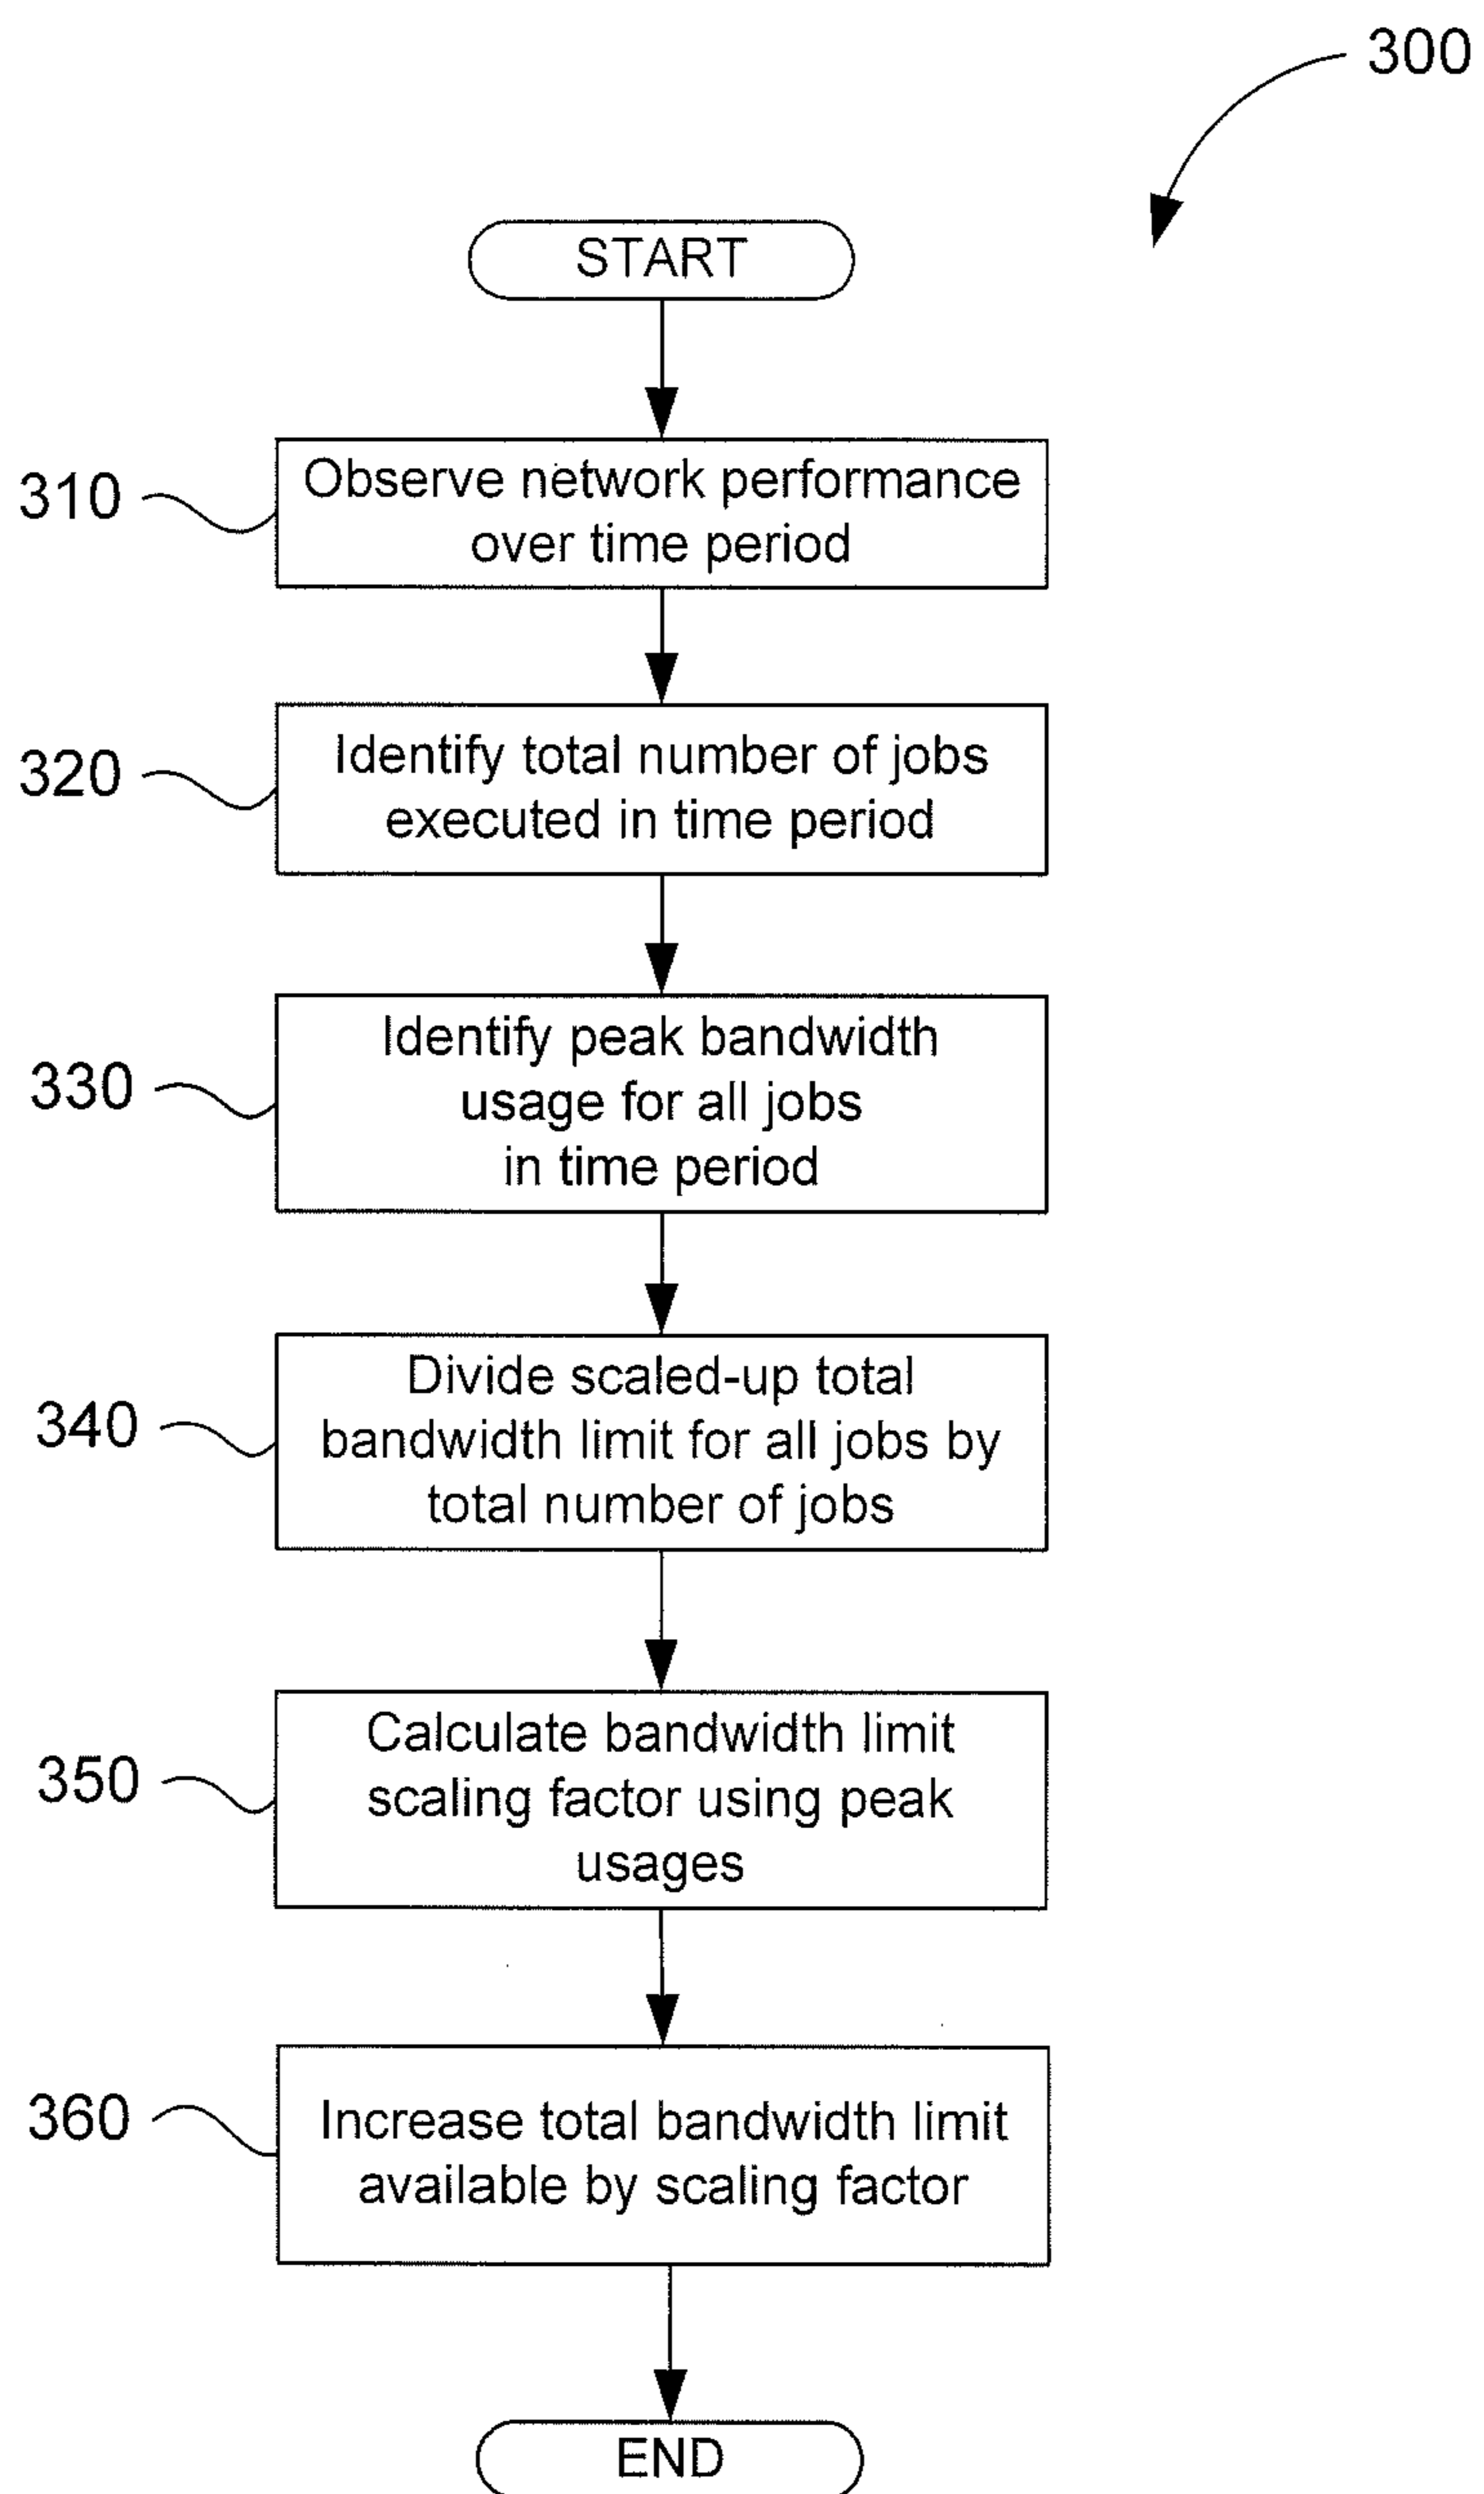 300
START
310
Observe network performance
over time period
320
Identify total number of jobs
executed in time period
330
Identify peak bandwidth
usage for all jobs
in time period
340
Divide scaled-up total
bandwidth limit for all jobs by
total number of jobs
350
Calculate bandwidth limit
scaling factor using peak
usages
360
Increase total bandwidth limit
available by scaling factor
END